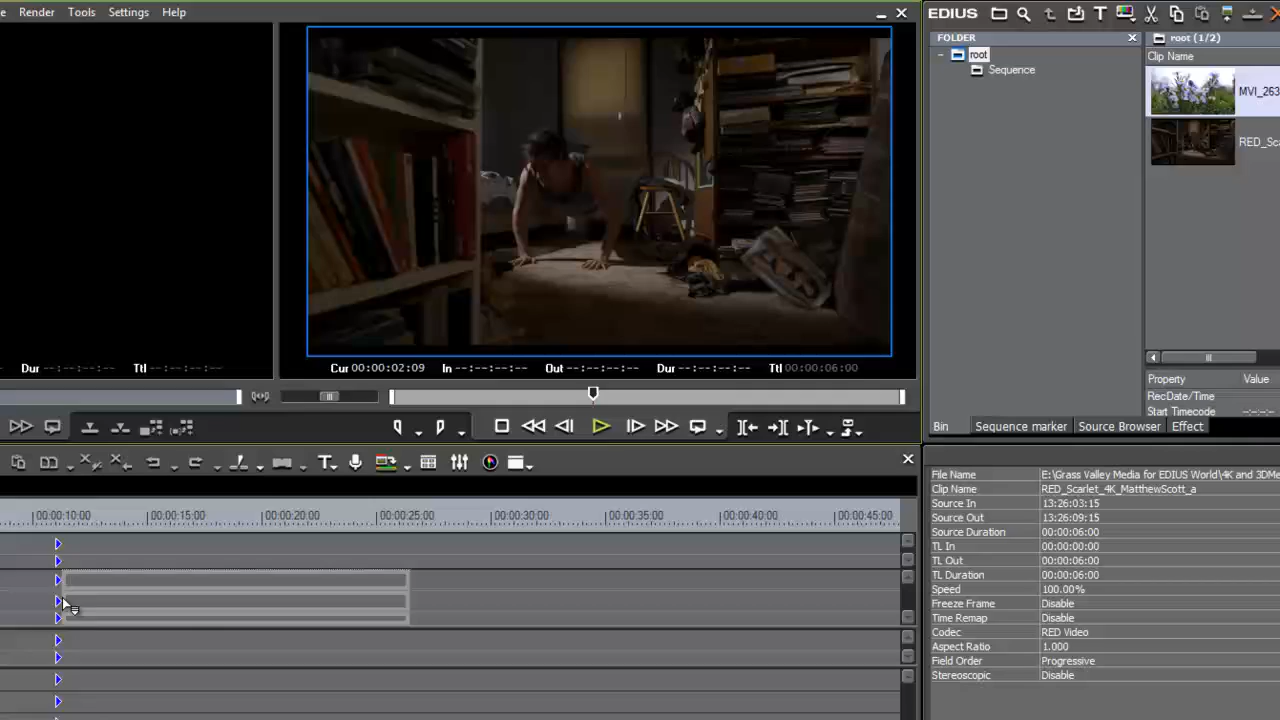 Render Tools Settings Help
EDIUS
FOLDER
root
Sequence
root (1/2)
Clip Name
MVI_263
RED_Sca
Dur --:--:--:-- Ttl --:--:--:--
Cur 00:00:02:09 In --:--:--:-- Out --:--:--:-- Dur --:--:--:-- Ttl 00:00:06:00
Property Value
RecDate/Time
Start Timecode --:--:--
Bin Sequence marker Source Browser Effect
00:00:10:00 00:00:15:00 00:00:20:00 00:00:25:00 00:00:30:00 00:00:35:00 00:00:40:00 00:00:45:00
File Name E:\Grass Valley Media for EDIUS World\4K and 3DMe
Clip Name RED_Scarlet_4K_MatthewScott_a
Source In 13:26:03:15
Source Out 13:26:09:15
Source Duration 00:00:06:00
TL In 00:00:00:00
TL Out 00:00:06:00
TL Duration 00:00:06:00
Speed 100.00%
Freeze Frame Disable
Time Remap Disable
Codec RED Video
Aspect Ratio 1.000
Field Order Progressive
Stereoscopic Disable